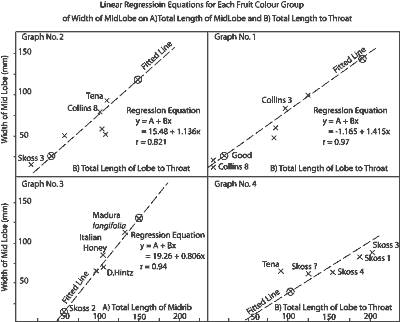 Linear Regressioin Equations for Each Fruit Colour Group
of Width of MidLobe on A)Total Length of MidLobe and B) Total Length to Throat
Graph No.2
Fitted Line
150
100
50
Width of Mid Lobe (mm)
Tena
Collins 8
Skoss 3
Regression Equation
y = A + Bx
= 15.48 + 1.136x
r = 0.821
B) Total Length of Lobe to Throat
Graph No.1
Fitted Line
Collins 3
Good
Collins 8
Regression Equation
y = A + Bx
= -1.165 + 1.415x
r = 0.97
B) Total Length of Lobe to Throat
Graph No.3
Fitted Line
150
100
50
Width of Mid Lobe (mm)
Madura
longifolia
Italian
Honey
D.Hintz
Skoss 2
Regression Equation
y = A + Bx
= 19.26 + 0.806x
r = 0.94
A) Total Length of Midrib
50 100 150 200
Graph No.4
Tena
Skoss ?
Skoss 4
Skoss 1
Skoss 3
Fitted Line
B) Total Length of Lobe to Throat
50 100 150 200